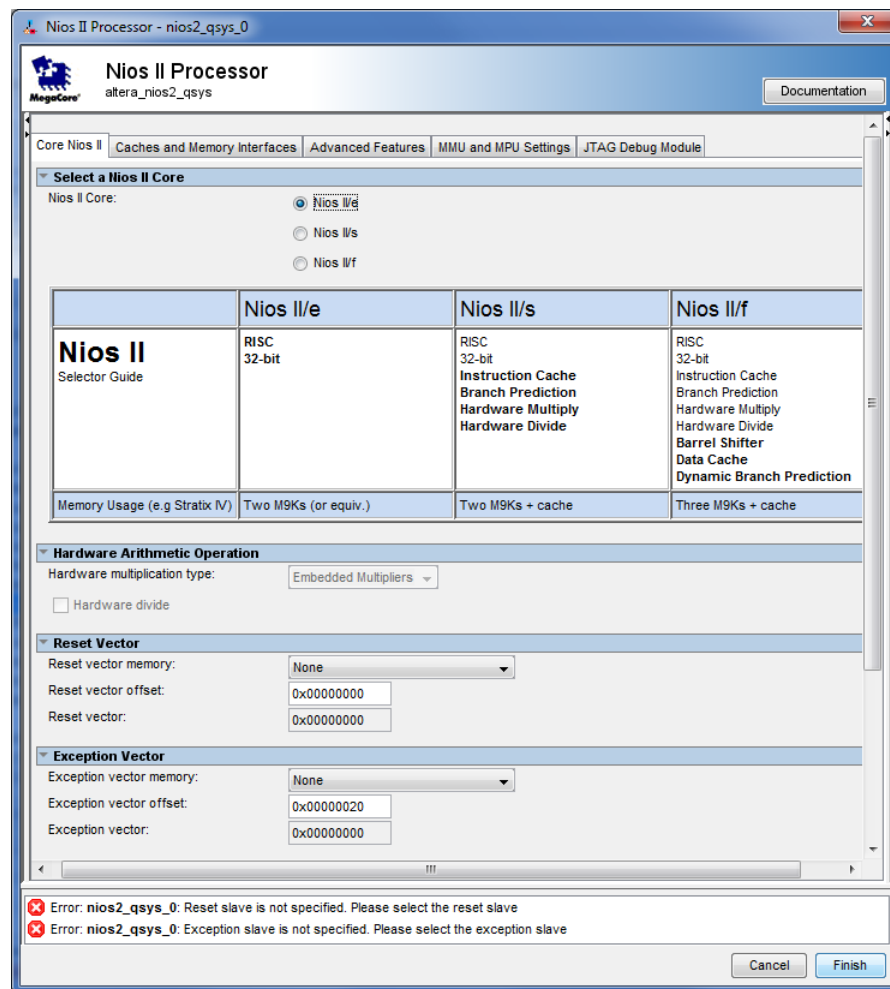 Nios II Processor - nios2_qsys_0
MegaCore®
Nios II Processor
altera_nios2_qsys
Documentation
Core Nios II
Caches and Memory Interfaces
Advanced Features
MMU and MPU Settings
JTAG Debug Module
Select a Nios II Core
Nios II Core:
Nios II/e
Nios II/s
Nios II/f
Nios II/e
Nios II/s
Nios II/f
Nios II
Selector Guide
RISC
32-bit
RISC
32-bit
Instruction Cache
Branch Prediction
Hardware Multiply
Hardware Divide
RISC
32-bit
Instruction Cache
Branch Prediction
Hardware Multiply
Hardware Divide
Barrel Shifter
Data Cache
Dynamic Branch Prediction
Memory Usage (e.g Stratix IV)
Two M9Ks (or equiv.)
Two M9Ks + cache
Three M9Ks + cache
Hardware Arithmetic Operation
Hardware multiplication type:
Embedded Multipliers
Hardware divide
Reset Vector
Reset vector memory:
None
Reset vector offset:
0x00000000
Reset vector:
0x00000000
Exception Vector
Exception vector memory:
None
Exception vector offset:
0x00000020
Exception vector:
0x00000000
Error: nios2_qsys_0: Reset slave is not specified. Please select the reset slave
Error: nios2_qsys_0: Exception slave is not specified. Please select the exception slave
Cancel
Finish